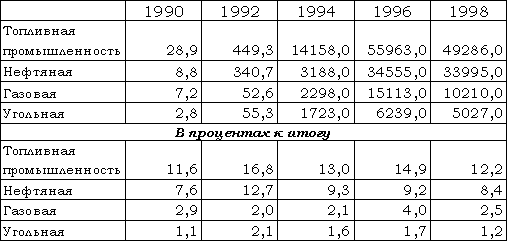 1990 1992 1994 1996 1998
Топливная
промышленность 28,9 449,3 14158,0 55963,0 49286,0
Нефтяная 8,8 340,7 3188,0 34555,0 33995,0
Газовая 7,2 52,6 2298,0 15113,0 10210,0
Угольная 2,8 55,3 1723,0 6239,0 5027,0
В процентах к итогу
Топливная
промышленность 11,6 16,8 13,0 14,9 12,2
Нефтяная 7,6 12,7 9,3 9,2 8,4
Газовая 2,9 2,0 2,1 4,0 2,5
Угольная 1,1 2,1 1,6 1,7 1,2